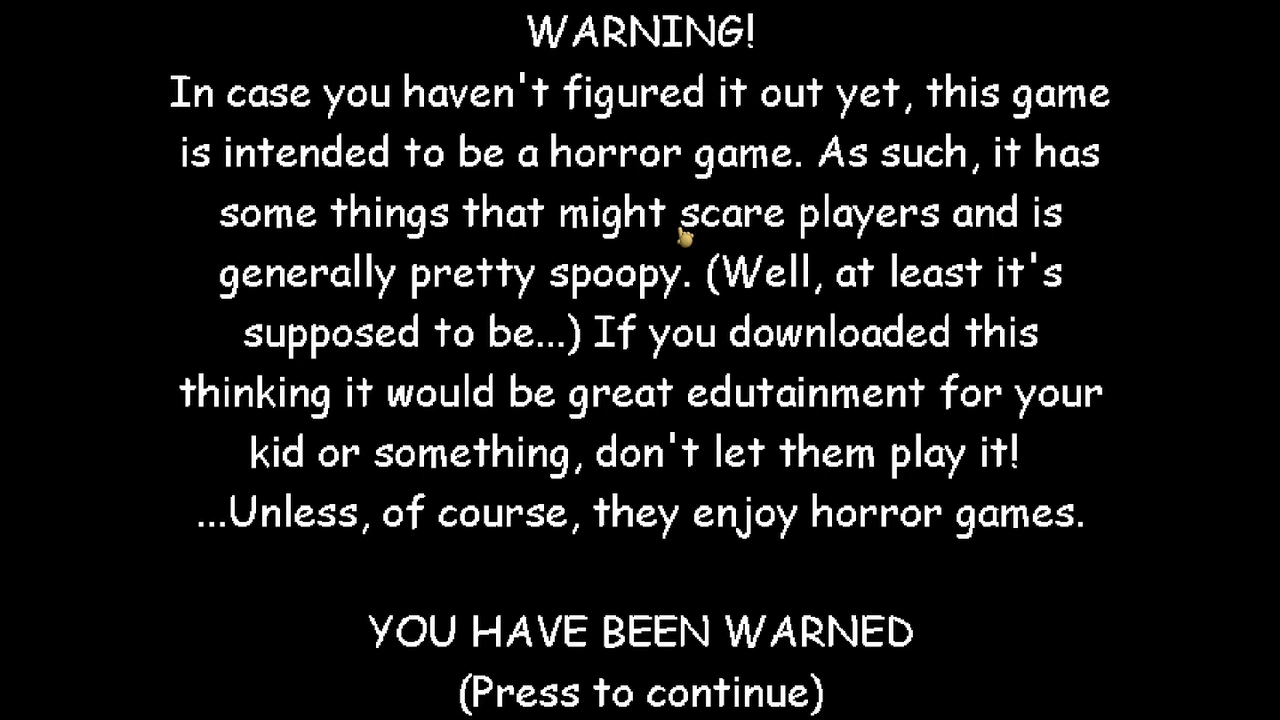 WARNING!
In case you haven't figured it out yet, this game
is intended to be a horror game. As such, it has
some things that might scare players and is
generally pretty spoopy. (Well, at least it's
supposed to be...) If you downloaded this
thinking it would be great edutainment for your
kid or something, don't let them play it!
...Unless, of course, they enjoy horror games.
YOU HAVE BEEN WARNED
(Press to continue)